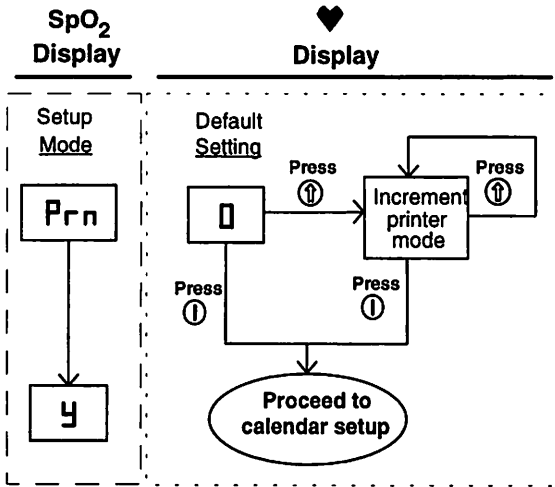 SpO2
Display
♥
Display
Setup
Mode
Prn
y
Default
Setting
0
Press
⇧
Increment
printer
mode
Press
⇧
Press
|
Press
|
Proceed to
calendar setup